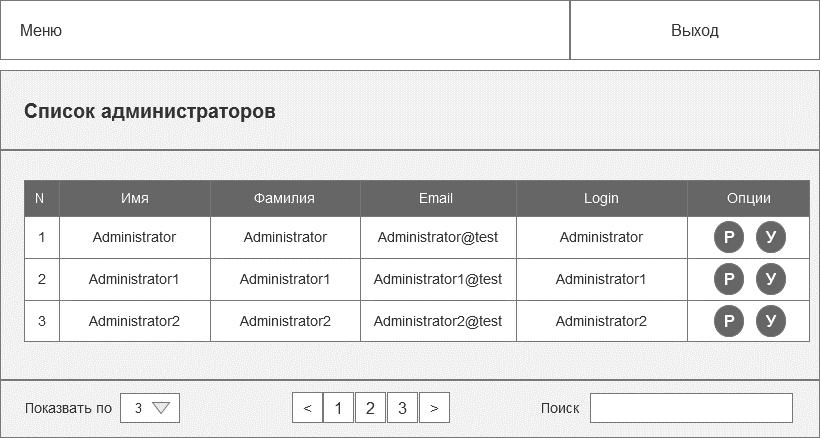 Меню Выход
Список администраторов
N Имя Фамилия Email Login Опции
1 Administrator Administrator Administrator@test Administrator Р У
2 Administrator1 Administrator1 Administrator1@test Administrator1 Р У
3 Administrator2 Administrator2 Administrator2@test Administrator2 Р У
Показвать по 3 < 1 2 3 > Поиск